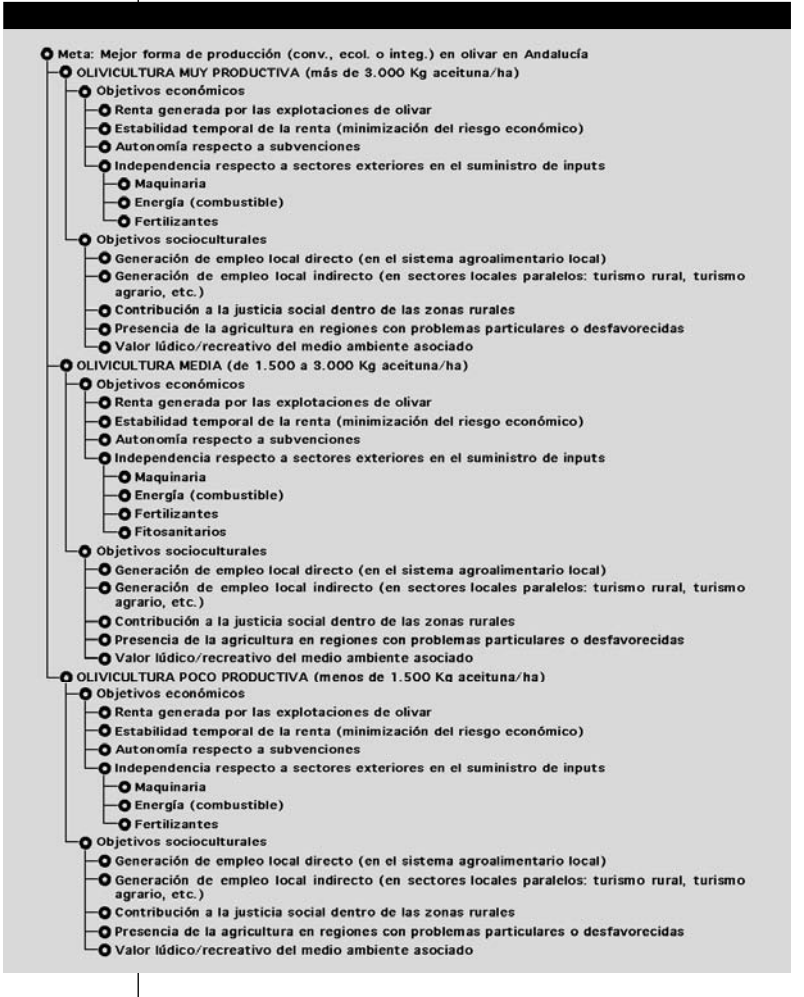 Meta: Mejor forma de producción (conv., ecol. o integ.) en olivar en Andalucía
OLIVICULTURA MUY PRODUCTIVA (más de 3.000 Kg aceituna/ha)
Objetivos económicos
Renta generada por las explotaciones de olivar
Estabilidad temporal de la renta (minimización del riesgo económico)
Autonomía respecto a subvenciones
Independencia respecto a sectores exteriores en el suministro de inputs
Maquinaria
Energía (combustible)
Fertilizantes
Objetivos socioculturales
Generación de empleo local directo (en el sistema agroalimentario local)
Generación de empleo local indirecto (en sectores locales paralelos: turismo rural, turismo
agrario, etc.)
Contribución a la justicia social dentro de las zonas rurales
Presencia de la agricultura en regiones con problemas particulares o desfavorecidas
Valor lúdico/recreativo del medio ambiente asociado
OLIVICULTURA MEDIA (de 1.500 a 3.000 Kg aceituna/ha)
Objetivos económicos
Renta generada por las explotaciones de olivar
Estabilidad temporal de la renta (minimización del riesgo económico)
Autonomía respecto a subvenciones
Independencia respecto a sectores exteriores en el suministro de inputs
Maquinaria
Energía (combustible)
Fertilizantes
Fitosanitarios
Objetivos socioculturales
Generación de empleo local directo (en el sistema agroalimentario local)
Generación de empleo local indirecto (en sectores locales paralelos: turismo rural, turismo
agrario, etc.)
Contribución a la justicia social dentro de las zonas rurales
Presencia de la agricultura en regiones con problemas particulares o desfavorecidas
Valor lúdico/recreativo del medio ambiente asociado
OLIVICULTURA POCO PRODUCTIVA (menos de 1.500 Kg aceituna/ha)
Objetivos económicos
Renta generada por las explotaciones de olivar
Estabilidad temporal de la renta (minimización del riesgo económico)
Autonomía respecto a subvenciones
Independencia respecto a sectores exteriores en el suministro de inputs
Maquinaria
Energía (combustible)
Fertilizantes
Objetivos socioculturales
Generación de empleo local directo (en el sistema agroalimentario local)
Generación de empleo local indirecto (en sectores locales paralelos: turismo rural, turismo
agrario, etc.)
Contribución a la justicia social dentro de las zonas rurales
Presencia de la agricultura en regiones con problemas particulares o desfavorecidas
Valor lúdico/recreativo del medio ambiente asociado